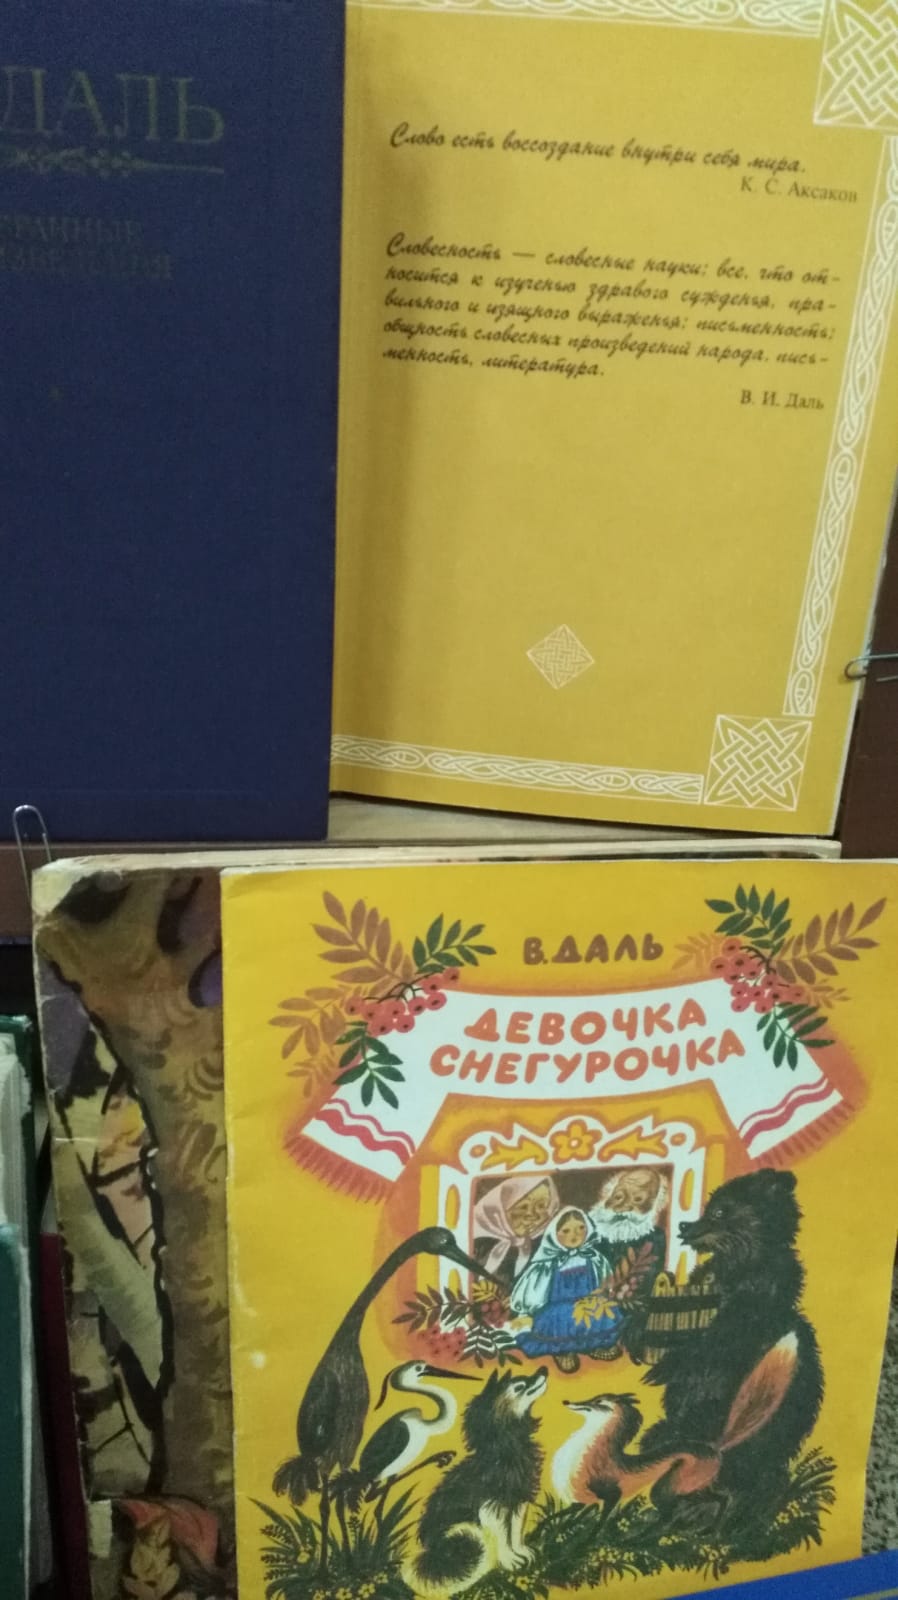 ДАЛЬ
Слово есть воссоздание внутри себя мира.
К. С. Аксаков
Словесность — словесные науки; все, что от-
носится к изученью здравого сужденья, пра-
вильного и изящного выраженья; письменность;
общность словесных произведений народа, пись-
менность, литература.
В. И. Даль
В. ДАЛЬ
ДЕВОЧКА
СНЕГУРОЧКА